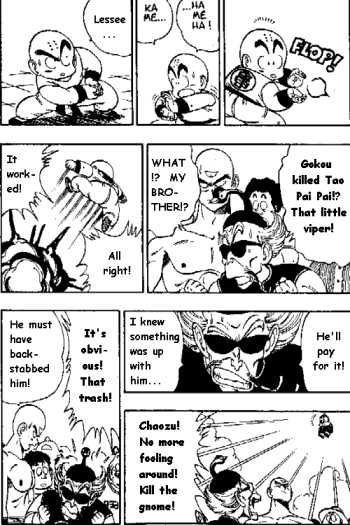 Lessee
...
KA
ME...
...HA
ME
HA!
FLOP!
It
work-
ed!
All
right!
WHAT
!? MY
BRO-
THER!?
Gokou
killed Tao
Pai Pai!?
That little
viper!
He must
have
back-
stabbed
him!
It's
obvi-
ous!
That
trash!
I knew
something
was up
with
him...
He'll
pay
for it!
Chaozu!
No more
fooling
around!
Kill the
gnome!